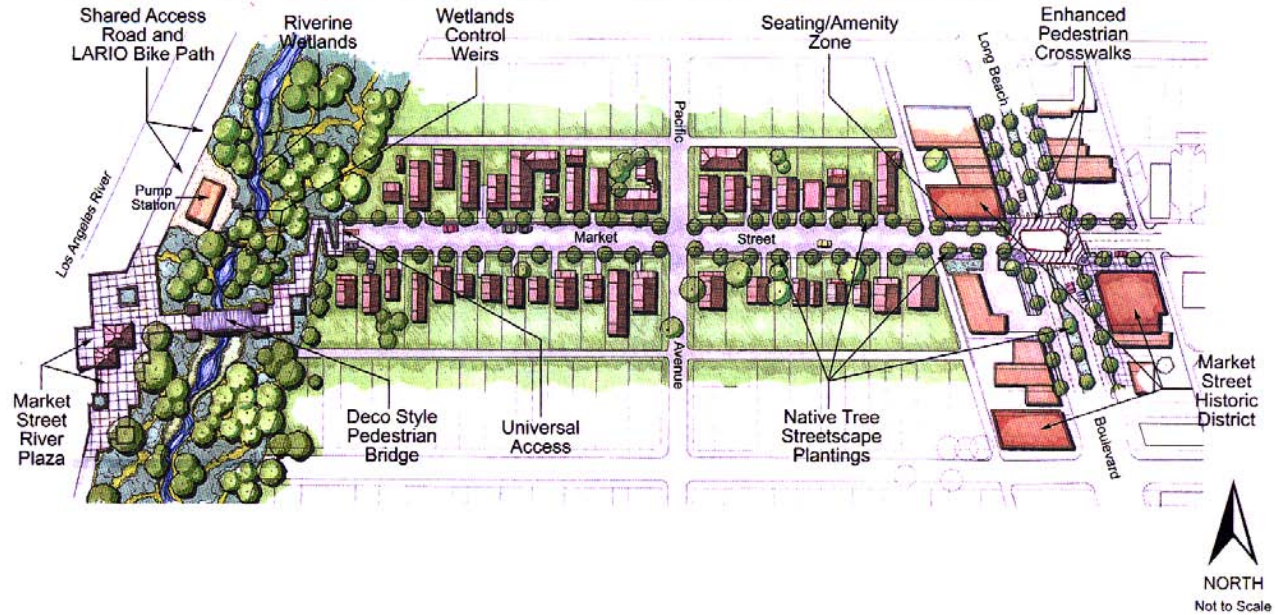 Shared Access
Road and
LARIO Bike Path
Riverine
Wetlands
Wetlands
Control
Weirs
Seating/Amenity
Zone
Enhanced
Pedestrian
Crosswalks
Long Beach
Pacific
Los Angeles River
Pump
Station
Market
Street
Avenue
Boulevard
Market
Street
River
Plaza
Deco Style
Pedestrian
Bridge
Universal
Access
Native Tree
Streetscape
Plantings
Market
Street
Historic
District
NORTH
Not to Scale